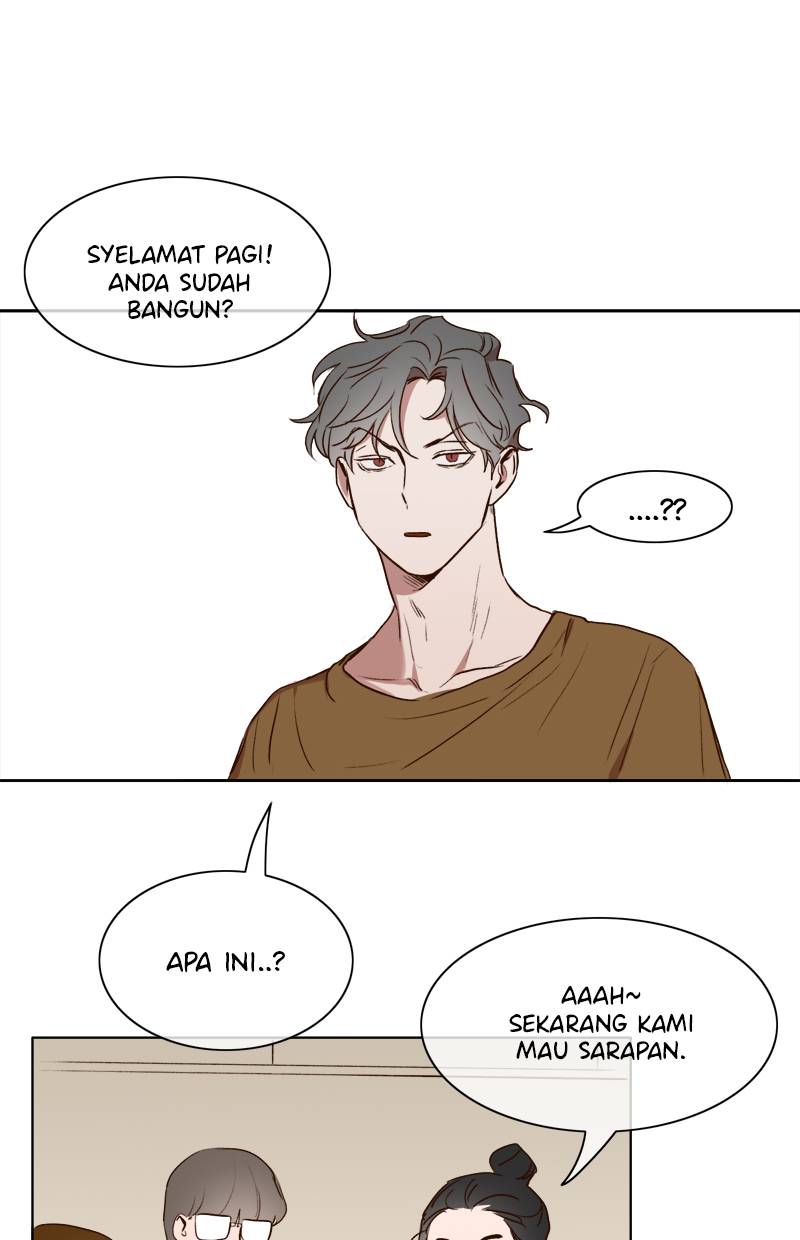 SYELAMAT PAGI!
ANDA SUDAH
BANGUN?
....??
APA INI..?
AAAH~
SEKARANG KAMI
MAU SARAPAN.